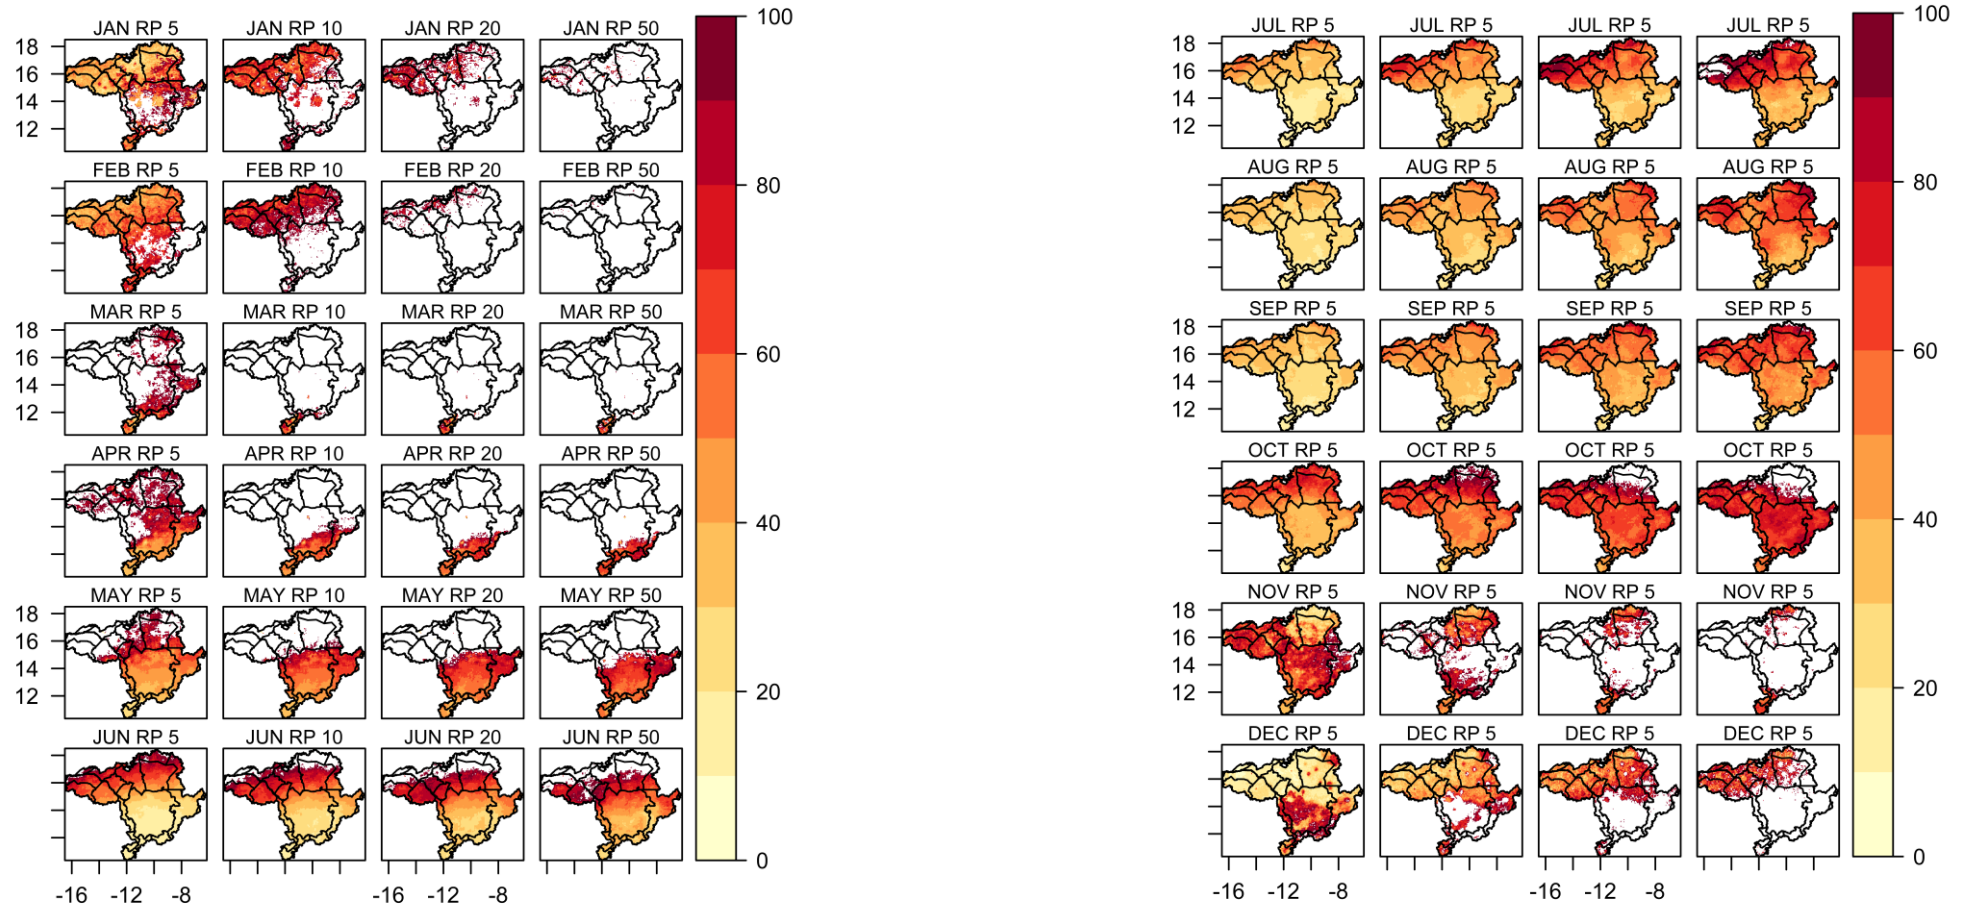 JAN RP 5 JAN RP 10 JAN RP 20 JAN RP 50
18
16
14
12
FEB RP 5 FEB RP 10 FEB RP 20 FEB RP 50
MAR RP 5 MAR RP 10 MAR RP 20 MAR RP 50
18
16
14
12
APR RP 5 APR RP 10 APR RP 20 APR RP 50
MAY RP 5 MAY RP 10 MAY RP 20 MAY RP 50
18
16
14
12
JUN RP 5 JUN RP 10 JUN RP 20 JUN RP 50
-16 -12 -8 -16 -12 -8
100
80
60
40
20
0
JUL RP 5 JUL RP 5 JUL RP 5 JUL RP 5
18
16
14
12
AUG RP 5 AUG RP 5 AUG RP 5 AUG RP 5
SEP RP 5 SEP RP 5 SEP RP 5 SEP RP 5
18
16
14
12
OCT RP 5 OCT RP 5 OCT RP 5 OCT RP 5
NOV RP 5 NOV RP 5 NOV RP 5 NOV RP 5
18
16
14
12
DEC RP 5 DEC RP 5 DEC RP 5 DEC RP 5
-16 -12 -8 -16 -12 -8
100
80
60
40
20
0